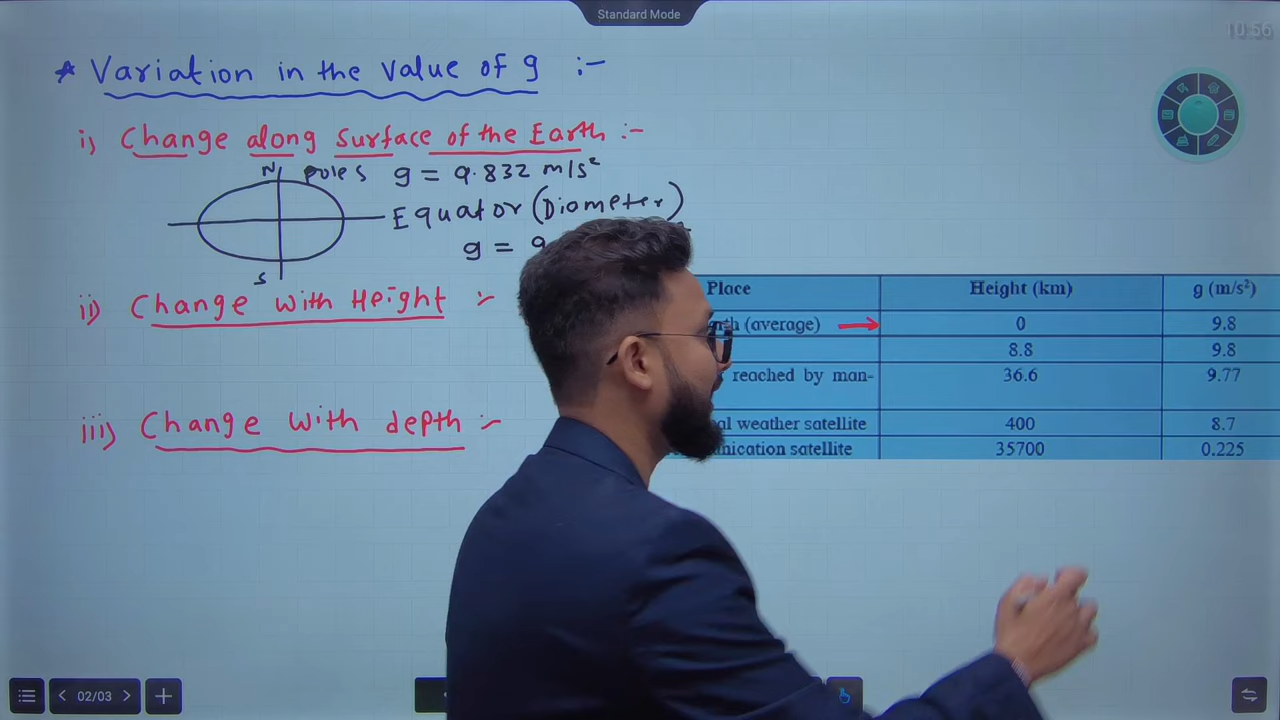 Standard Mode
10:56
* Variation in the value of g :-
i) Change along surface of the Earth :-
N poles g = 9.832 m/s²
Equator (Diometer)
g = 9
S
ii) Change with Height :-
Place Height (km) g (m/s²)
(average) → 0 9.8
8.8 9.8
reached by man- 36.6 9.77
iii) Change with depth :-
weather satellite 400 8.7
satellite 35700 0.225
02/03